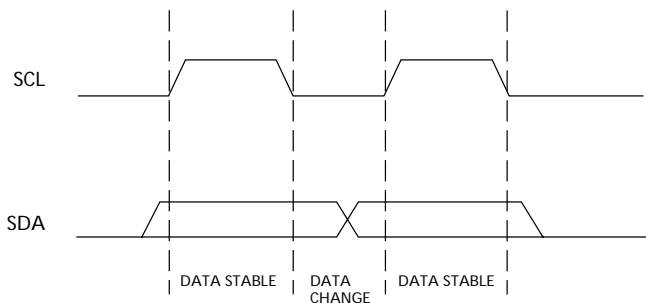 SCL
SDA
DATA STABLE
DATA
CHANGE
DATA STABLE